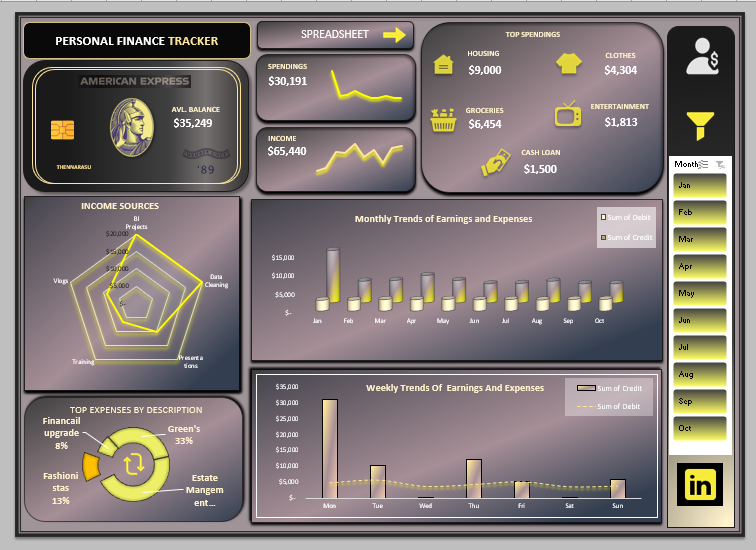 PERSONAL FINANCE TRACKER
AMERICAN EXPRESS
AVL. BALANCE
$35,249
THENNARASU
'89
SPREADSHEET
SPENDINGS
$30,191
INCOME
$65,440
TOP SPENDINGS
HOUSING
$9,000
CLOTHES
$4,304
GROCERIES
$6,454
ENTERTAINMENT
$1,813
CASH LOAN
$1,500
Month
Jan
Feb
Mar
Apr
May
Jun
Jul
Aug
Sep
Oct
in
INCOME SOURCES
BI
Projects
$20,000
$15,000
$10,000
$5,000
$-
Data
Cleaning
Presenta
tions
Training
Vlogs
Monthly Trends of Earnings and Expenses
Sum of Debit
Sum of Credit
$15,000
$10,000
$5,000
$-
Jan Feb Mar Apr May Jun Jul Aug Sep Oct
TOP EXPENSES BY DESCRIPTION
Financail
upgrade
8%
Green's
33%
Fashioni
stas
13%
Estate
Mangem
ent...
Weekly Trends Of Earnings And Expenses
Sum of Credit
Sum of Debit
$35,000
$30,000
$25,000
$20,000
$15,000
$10,000
$5,000
$-
Mon Tue Wed Thu Fri Sat Sun